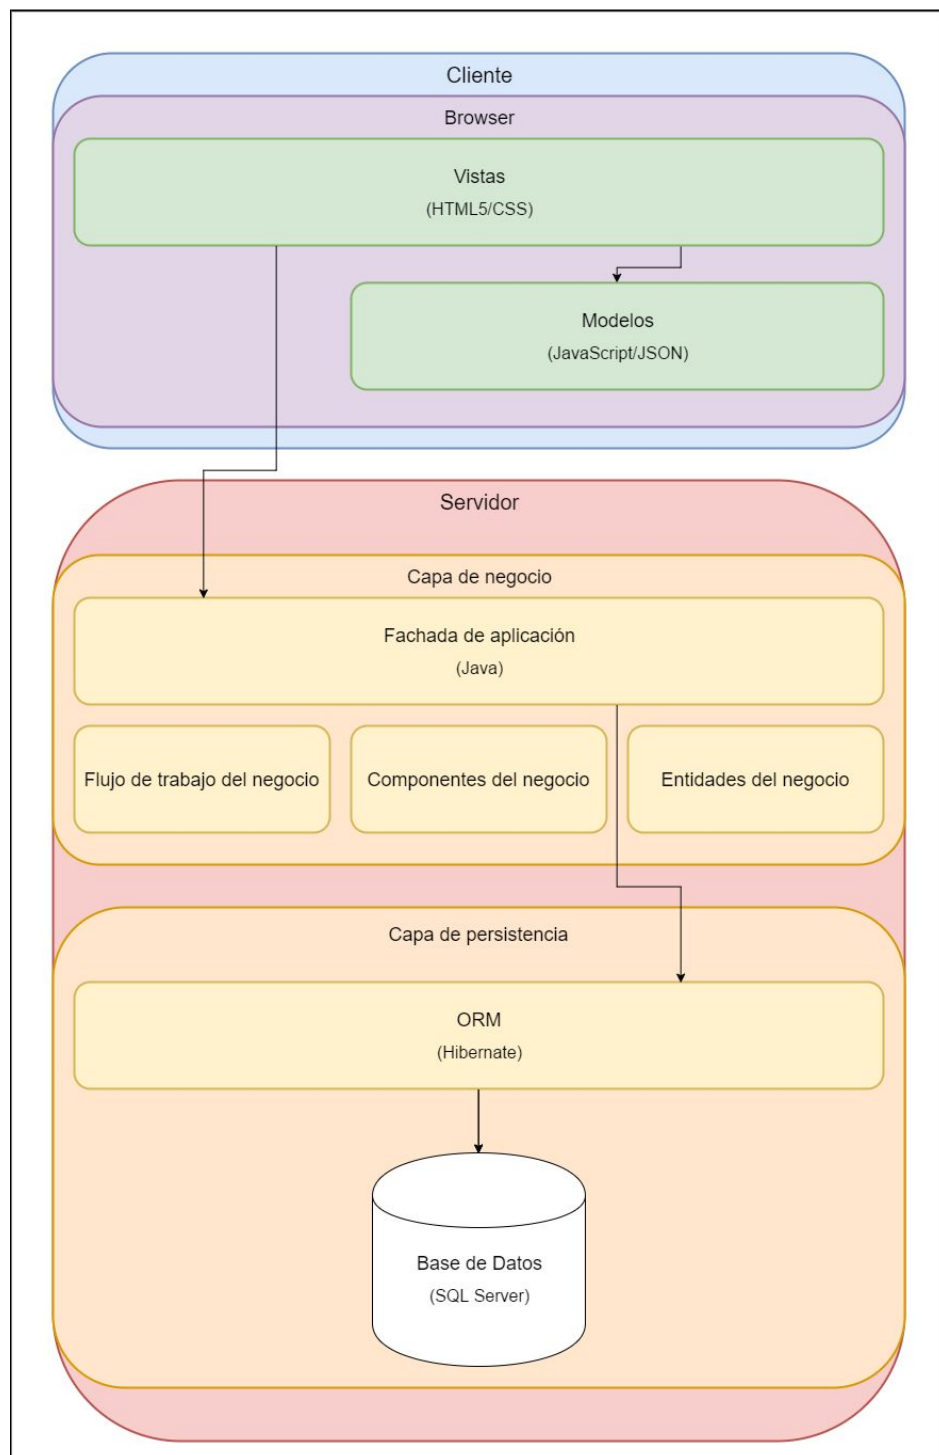 Cliente
Browser
Vistas
(HTML5/CSS)
Modelos
(JavaScript/JSON)
Servidor
Capa de negocio
Fachada de aplicación
(Java)
Flujo de trabajo del negocio
Componentes del negocio
Entidades del negocio
Capa de persistencia
ORM
(Hibernate)
Base de Datos
(SQL Server)